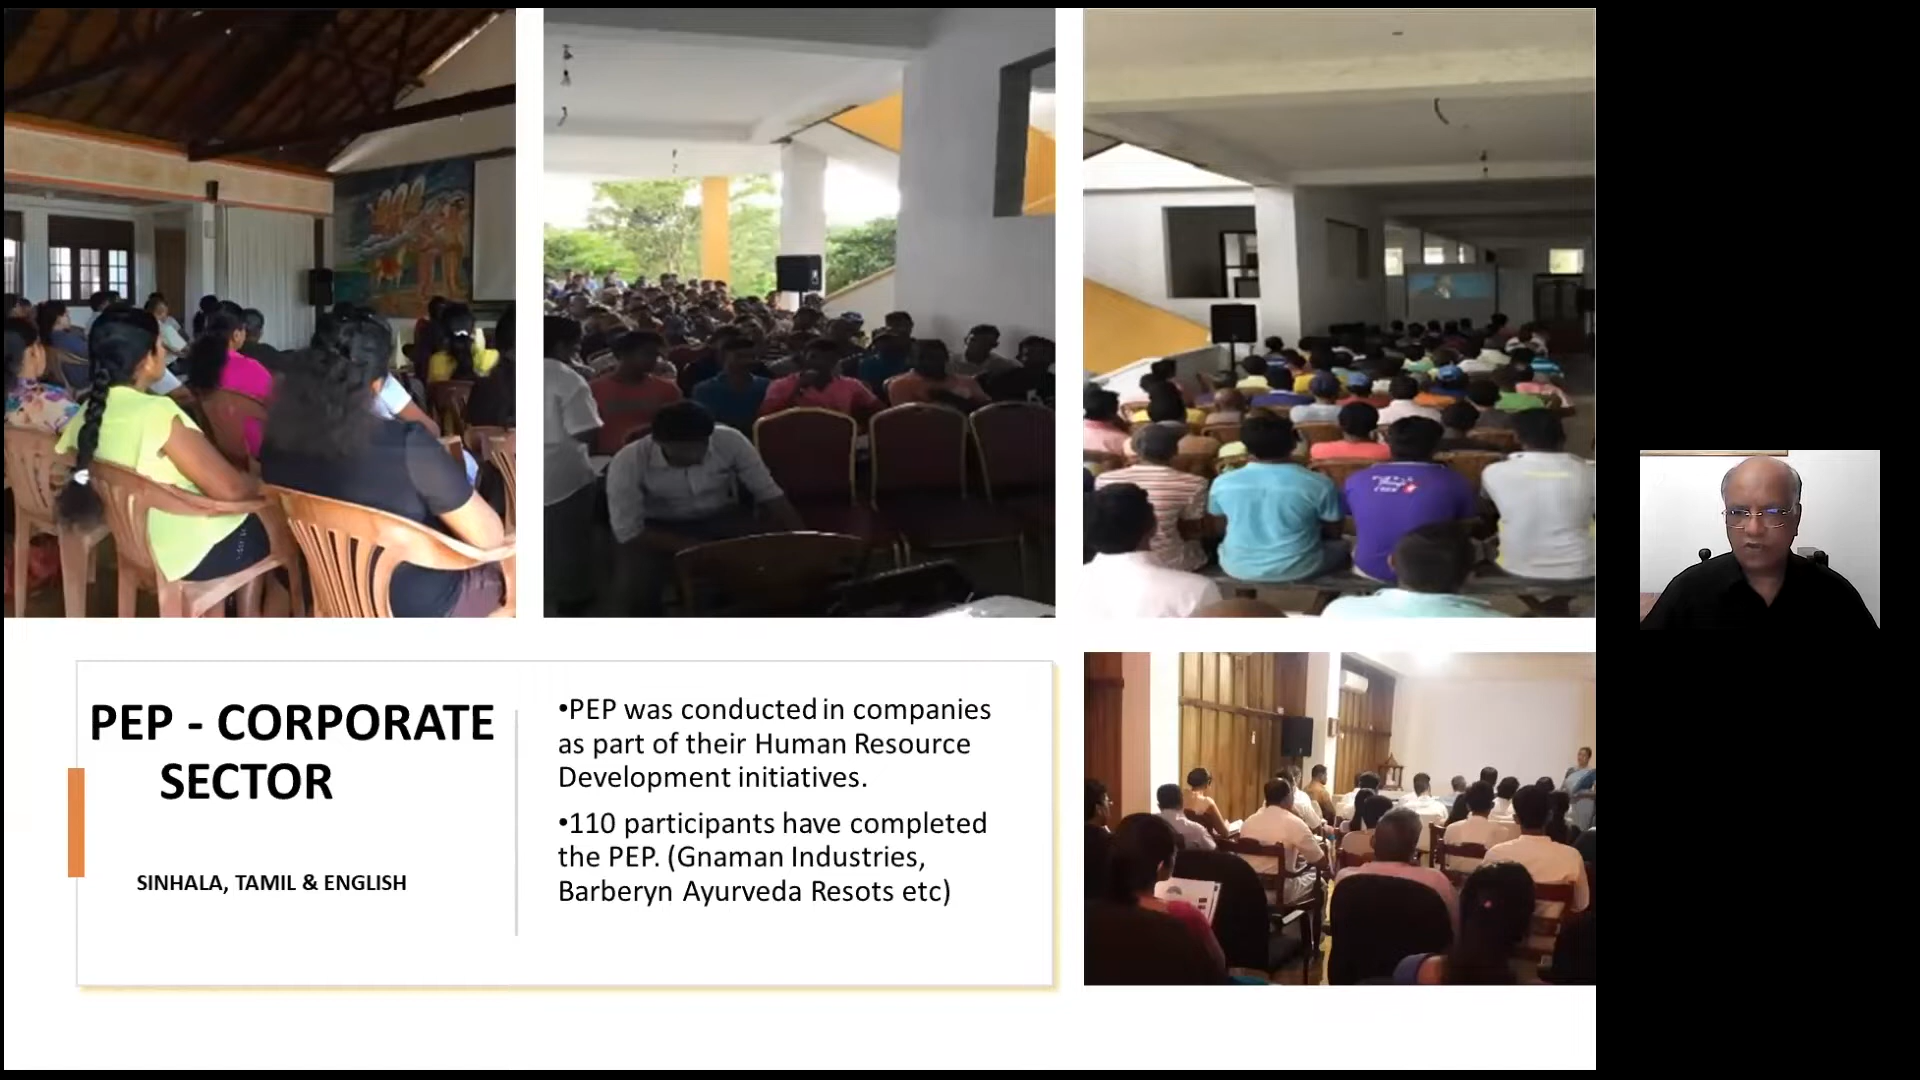 PEP - CORPORATE
SECTOR
SINHALA, TAMIL & ENGLISH
•PEP was conducted in companies
as part of their Human Resource
Development initiatives.
•110 participants have completed
the PEP. (Gnaman Industries,
Barberyn Ayurveda Resots etc)